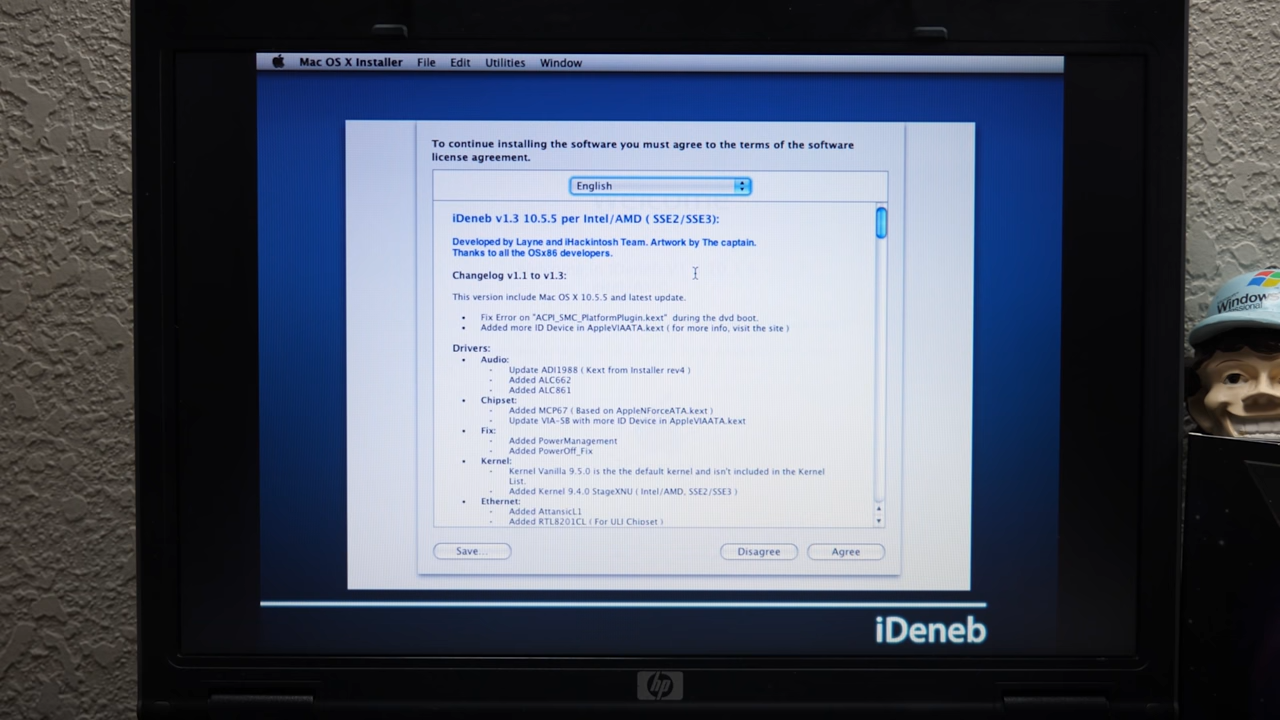 Mac OS X Installer File Edit Utilities Window
To continue installing the software you must agree to the terms of the software
license agreement.
English
iDeneb v1.3 10.5.5 per Intel/AMD ( SSE2/SSE3):
Developed by Layne and iHackintosh Team. Artwork by The captain.
Thanks to all the OSx86 developers.
Changelog v1.1 to v1.3:
This version include Mac OS X 10.5.5 and latest update.
• Fix Error on "ACPI_SMC_PlatformPlugin.kext" during the dvd boot.
• Added more ID Device in AppleVIAATA.kext ( for more info, visit the site )
Drivers:
• Audio:
- Update ADI1988 ( Kext from Installer rev4 )
- Added ALC662
- Added ALC861
• Chipset:
- Added MCP67 ( Based on AppleNForceATA.kext )
- Update VIA-S8 with more ID Device in AppleVIAATA.kext
• Fix:
- Added PowerManagement
- Added PowerOff_Fix
• Kernel:
- Kernel Vanilla 9.5.0 is the the default kernel and isn't included in the Kernel
List.
- Added Kernel 9.4.0 StageXNU ( Intel/AMD, SSE2/SSE3 )
• Ethernet:
- Added AttansicL1
- Added RTL8201CL ( For ULI Chipset )
Save...
Disagree
Agree
iDeneb
hp
Window